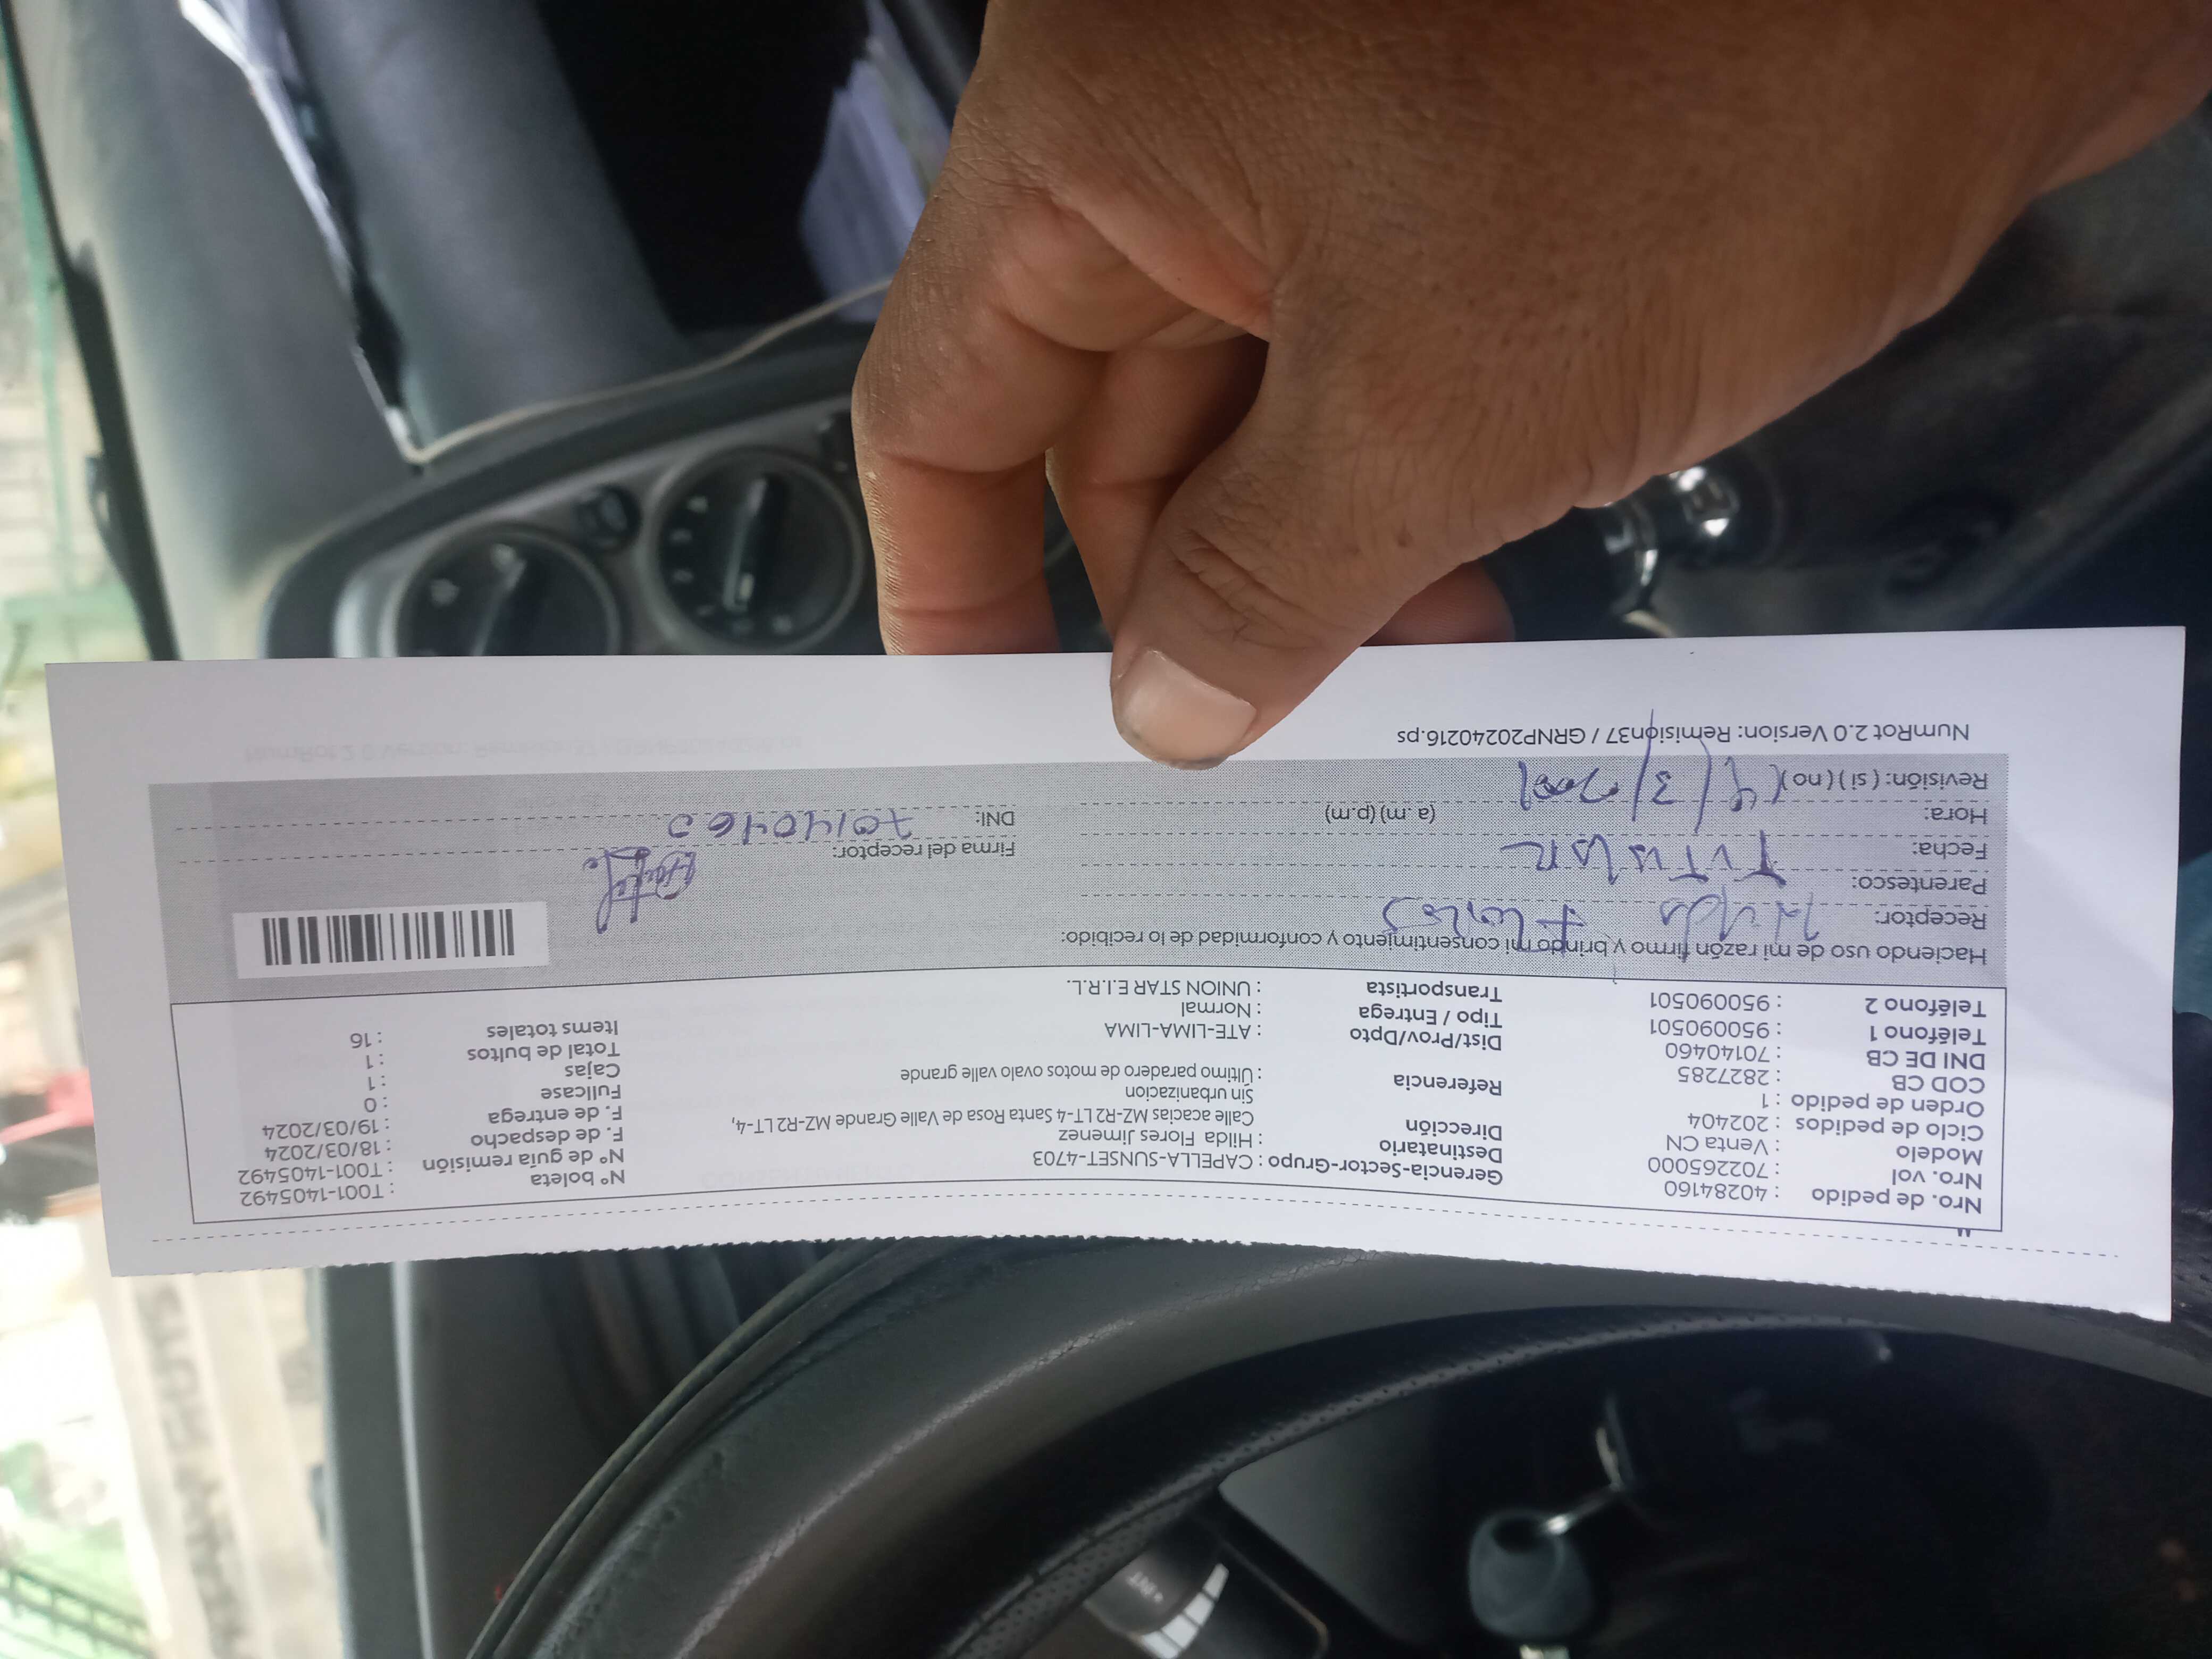 Nro. de pedido : 40284160
Nro. vol : 702265000
Modelo : Venta CN
Ciclo de pedidos : 202404
Orden de pedido : 1
COD CB : 2827285
DNI DE CB : 70140460
Teléfono 1 : 950090501
Teléfono 2 : 950090501
Gerencia-Sector-Grupo : CAPELLA-SUNSET-4703
Destinatario : Hilda Flores Jimenez
Dirección Calle acacias MZ-R2 LT-4 Santa Rosa de Valle Grande MZ-R2 LT-4,
Sin urbanizacion
Referencia : Último paradero de motos ovalo valle grande
Dist/Prov/Dpto : ATE-LIMA-LIMA
Tipo / Entrega : Normal
Transportista : UNION STAR E.I.R.L.
N° boleta : T001-1405492
N° de guía remisión : T001-1405492
F. de despacho : 18/03/2024
F. de entrega : 19/03/2024
Fullcase : 0
Cajas : 1
Total de bultos : 1
Items totales : 16
Haciendo uso de mi razón firmo y brindo mi consentimiento y conformidad de lo recibido:
Receptor: Hilda Flores
Parentesco: Titular
Fecha:
Hora: (a. m) (p.m)
Revisión: ( si ) ( no )
Firma del receptor:
DNI: 70140460
NumRot 2.0 Version: Remision37 / GRNP20240216.ps